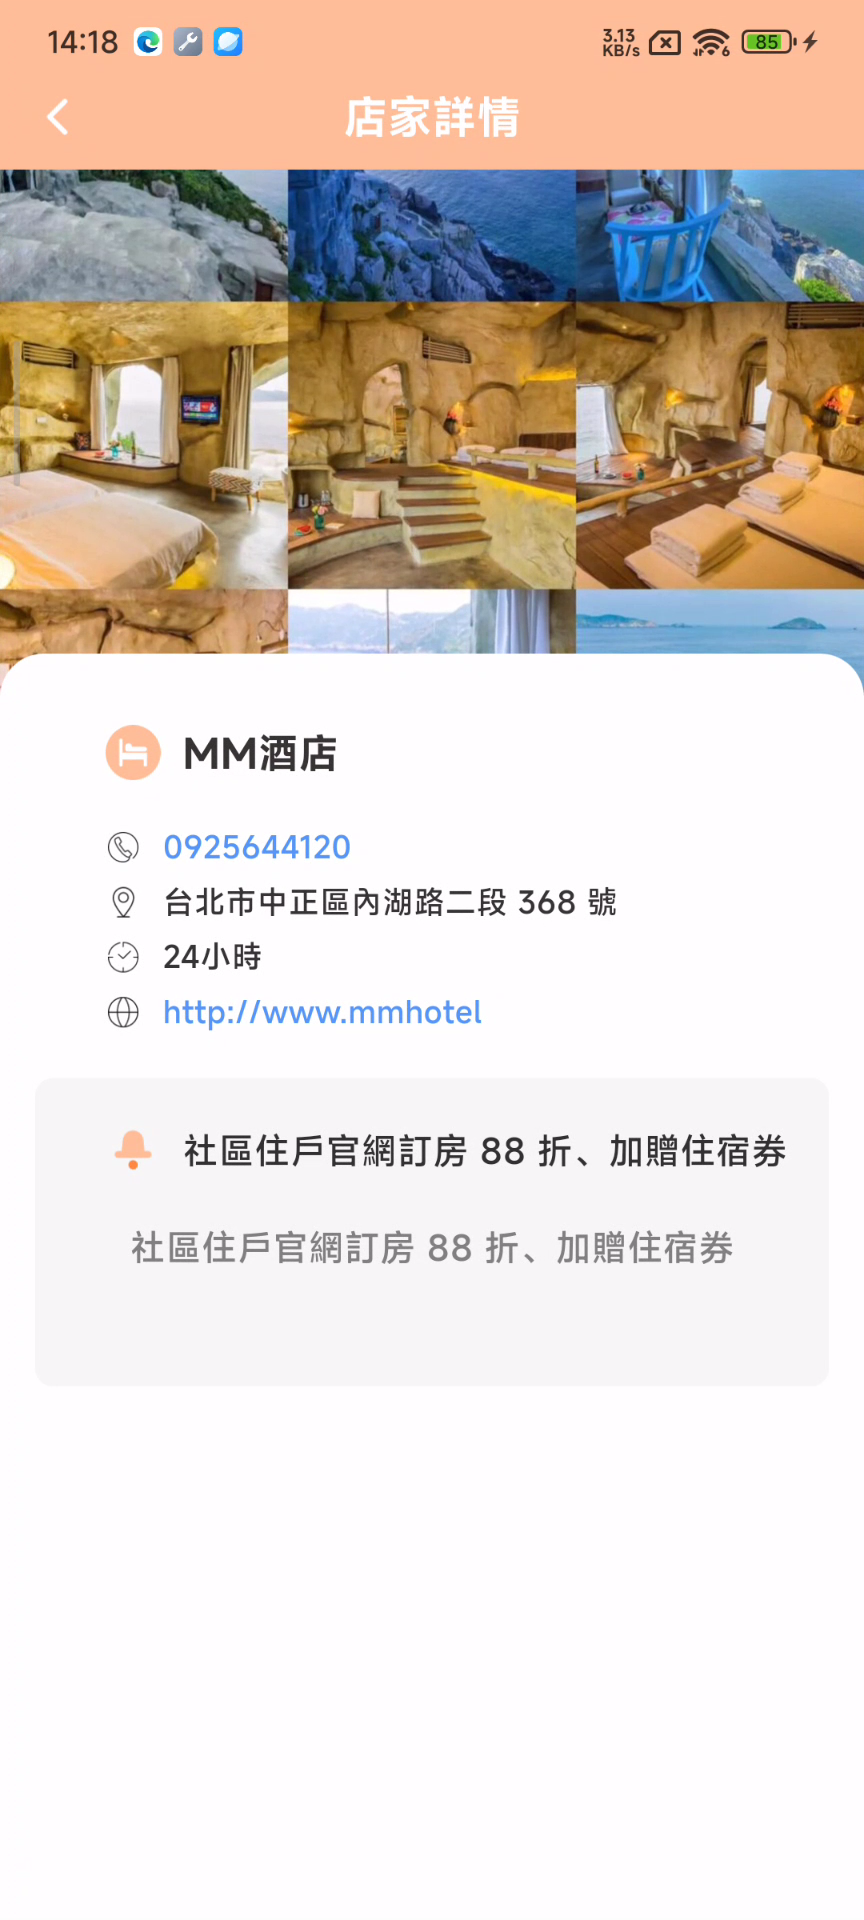 14:18
3.13
KB/s
6
85
店家詳情
MM酒店
0925644120
台北市中正區內湖路二段 368 號
24小時
http://www.mmhotel
社區住戶官網訂房 88 折、加贈住宿券
社區住戶官網訂房 88 折、加贈住宿券